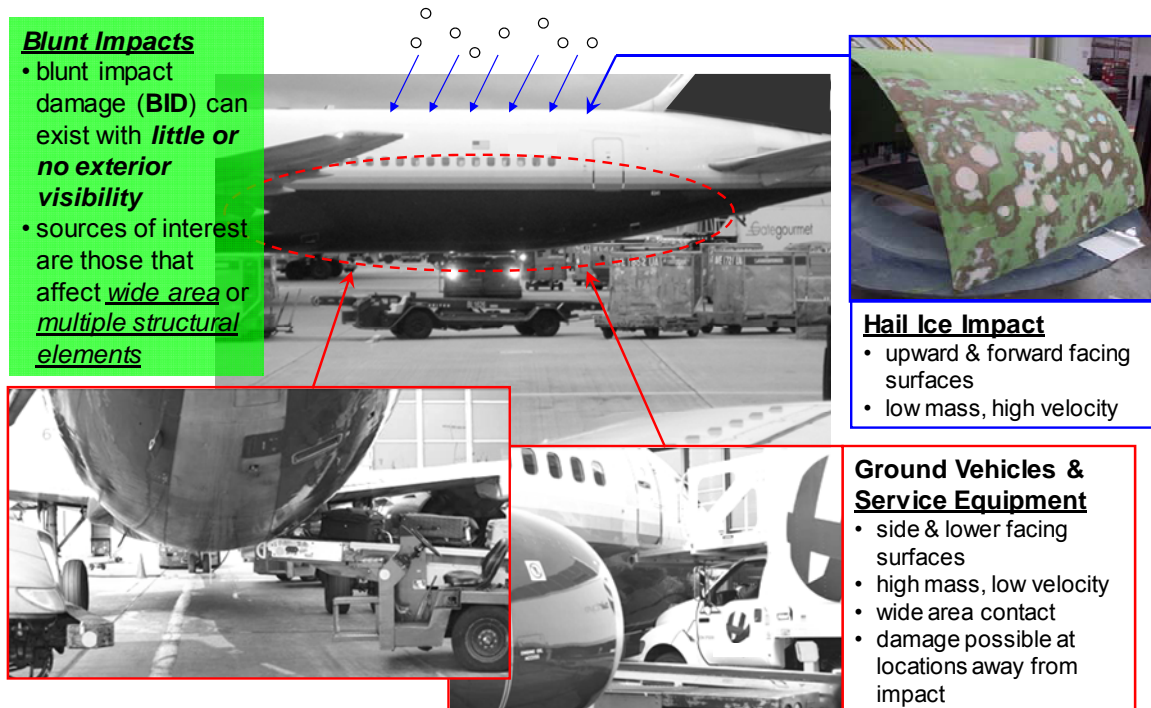 Blunt Impacts
• blunt impact
damage (BID) can
exist with little or
no exterior
visibility
• sources of interest
are those that
affect wide area or
multiple structural
elements
Gategourmet
Hail Ice Impact
• upward & forward facing
surfaces
• low mass, high velocity
Ground Vehicles &
Service Equipment
• side & lower facing
surfaces
• high mass, low velocity
• wide area contact
• damage possible at
locations away from
impact